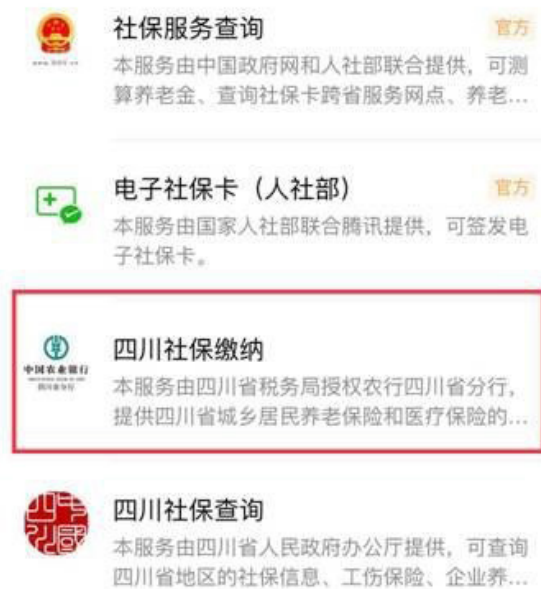 社保服务查询
官方
本服务由中国政府网和人社部联合提供，可测
算养老金、查询社保卡跨省服务网点、养老...
电子社保卡（人社部）
官方
本服务由国家人社部联合腾讯提供，可签发电
子社保卡。
四川社保缴纳
中国农业银行
四川省分行
本服务由四川省税务局授权农行四川省分行，
提供四川省城乡居民养老保险和医疗保险的...
四川社保查询
本服务由四川省人民政府办公厅提供，可查询
四川省地区的社保信息、工伤保险、企业养...